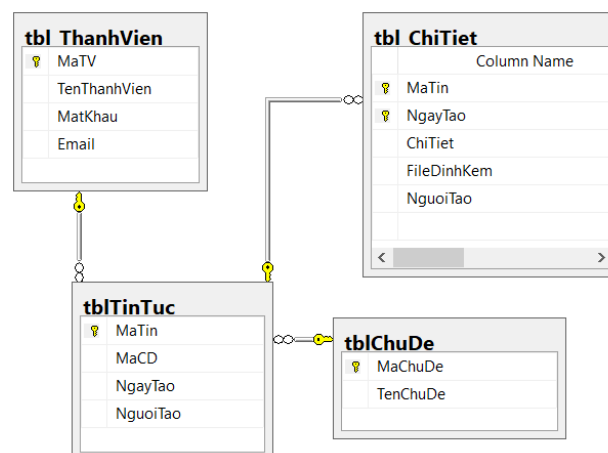 tbl_ThanhVien
MaTV
TenThanhVien
MatKhau
Email
tbl_ChiTiet
Column Name
MaTin
NgayTao
ChiTiet
FileDinhKem
NguoiTao
tblTinTuc
MaTin
MaCD
NgayTao
NguoiTao
tblChuDe
MaChuDe
TenChuDe